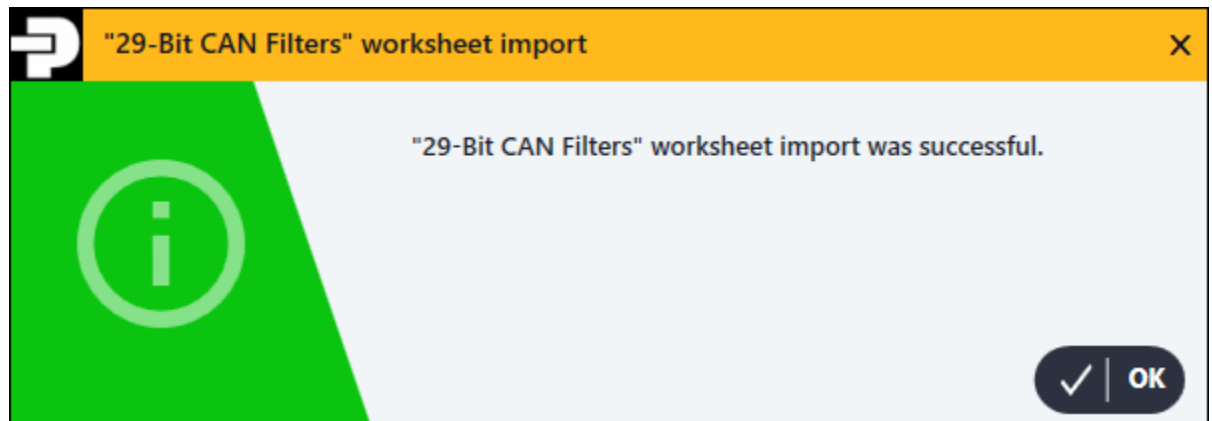 "29-Bit CAN Filters" worksheet import
"29-Bit CAN Filters" worksheet import was successful.
OK